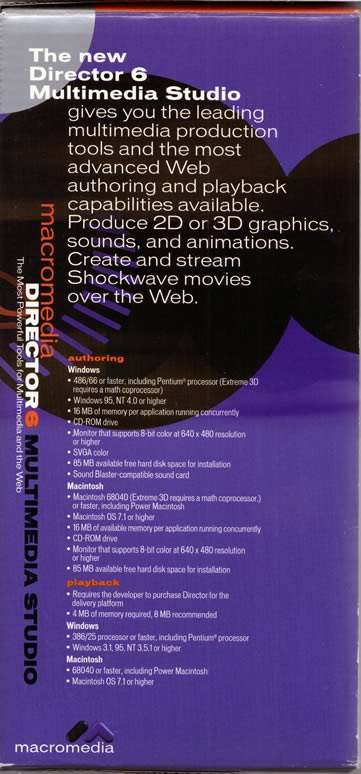 The new
Director 6
Multimedia Studio
gives you the leading
multimedia production
tools and the most
advanced Web
authoring and playback
capabilities available.
Produce 2D or 3D graphics,
sounds, and animations.
Create and stream
Shockwave movies
over the Web.
macromedia
DIRECTOR 6 MULTIMEDIA STUDIO
The Most Powerful Tools for Multimedia and the Web
authoring
Windows
• 486/66 or faster, including Pentium® processor (Extreme 3D
requires a math coprocessor)
• Windows 95, NT 4.0 or higher
• 16 MB of memory per application running concurrently
• CD-ROM drive
• Monitor that supports 8-bit color at 640 x 480 resolution
or higher
• SVGA color
• 85 MB available free hard disk space for installation
• Sound Blaster-compatible sound card
Macintosh
• Macintosh 68040 (Extreme 3D requires a math coprocessor.)
or faster, including Power Macintosh
• Macintosh OS 7.1 or higher
• 16 MB of available memory per application running concurrently
• CD-ROM drive
• Monitor that supports 8-bit color at 640 x 480 resolution
or higher
• 85 MB available free hard disk space for installation
playback
• Requires the developer to purchase Director for the
delivery platform
• 4 MB of memory required, 8 MB recommended
Windows
• 386/25 processor or faster, including Pentium® processor
• Windows 3.1, 95, NT 3.5.1 or higher
Macintosh
• 68040 or faster, including Power Macintosh
• Macintosh OS 7.1 or higher
macromedia